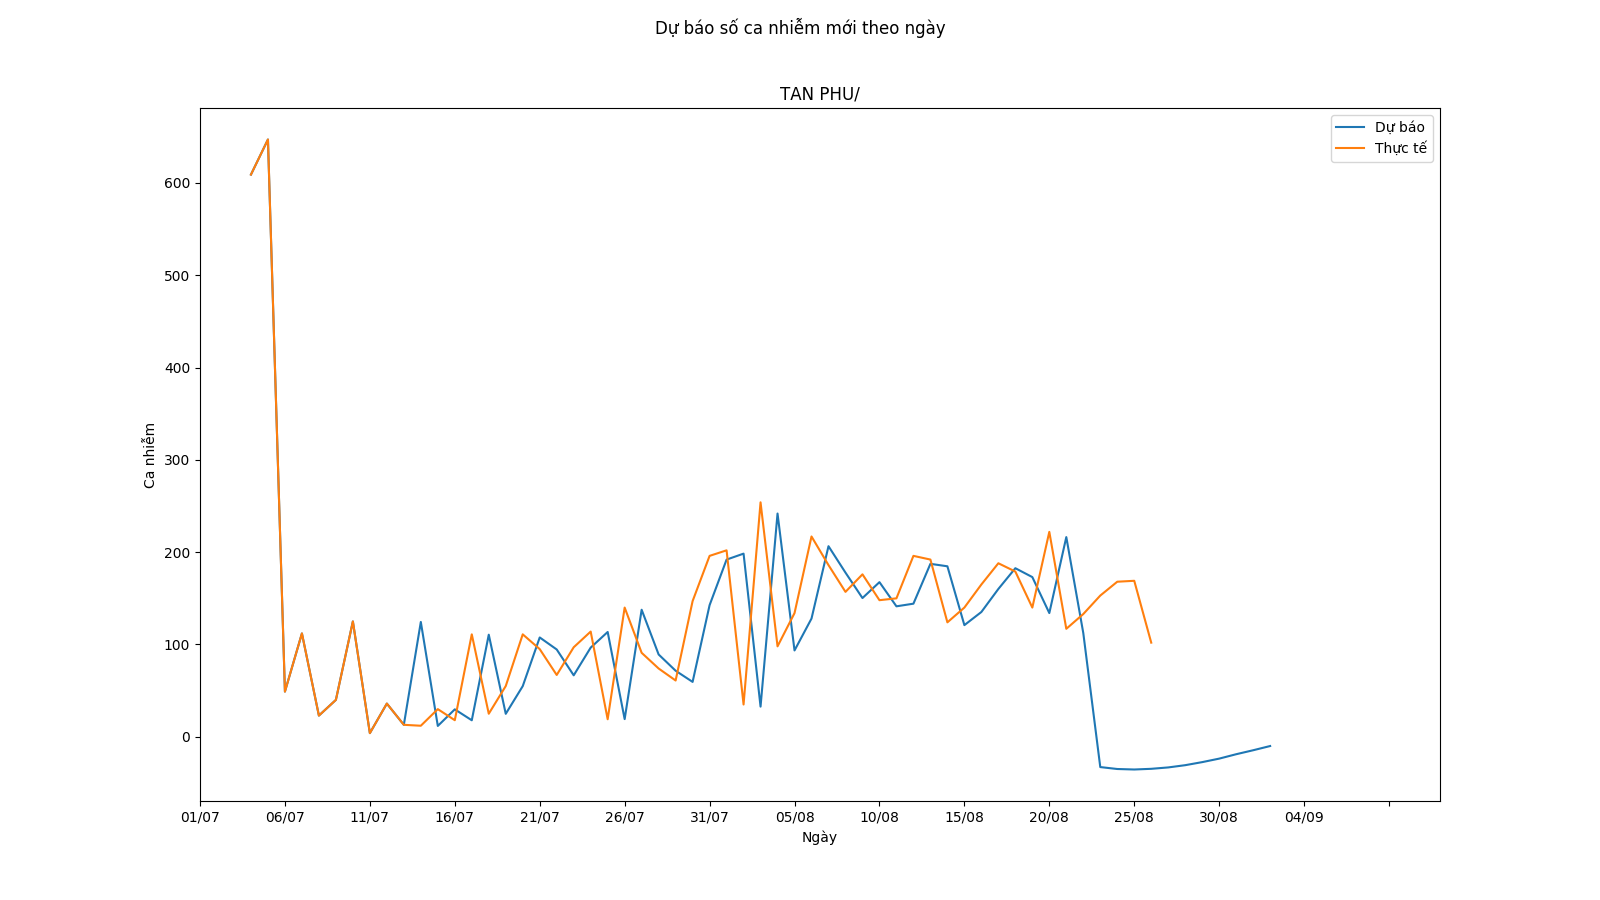 Dự báo số ca nhiễm mới theo ngày
TAN PHU/
Dự báo
Thực tế
600
500
400
300
200
100
0
Ca nhiễm
01/07 06/07 11/07 16/07 21/07 26/07 31/07 05/08 10/08 15/08 20/08 25/08 30/08 04/09
Ngày